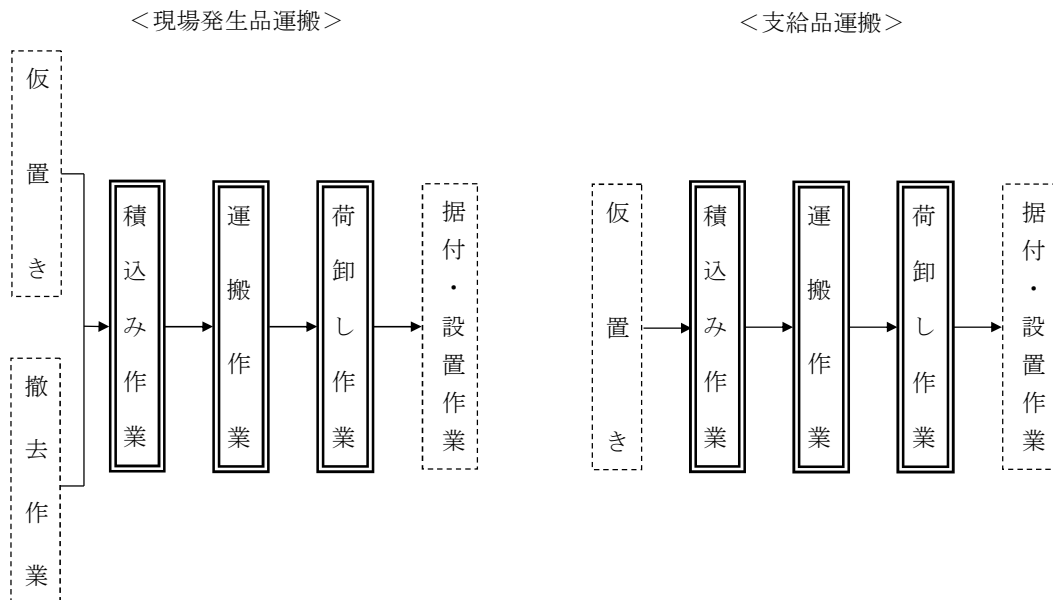 ＜現場発生品運搬＞
仮置き
撤去作業
積込み作業
運搬作業
荷卸し作業
据付・設置作業
＜支給品運搬＞
仮置き
積込み作業
運搬作業
荷卸し作業
据付・設置作業